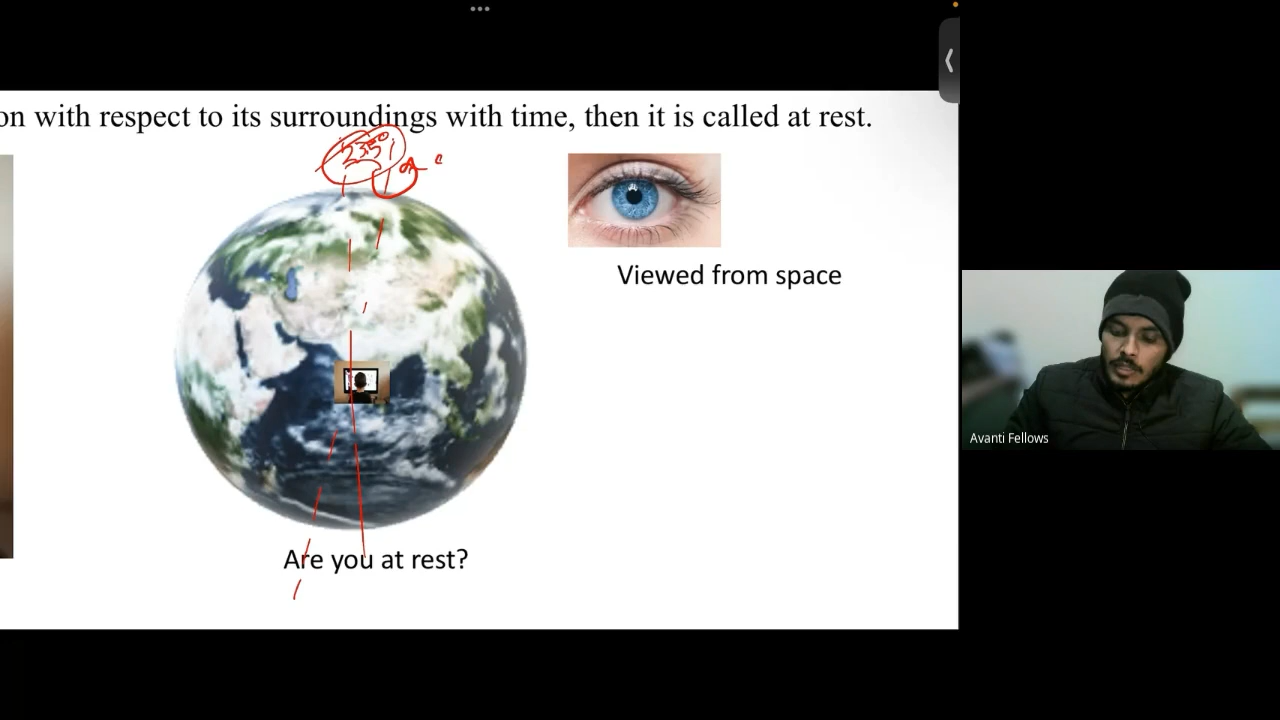 on with respect to its surroundings with time, then it is called at rest.
Viewed from space
Avanti Fellows
Are you at rest?